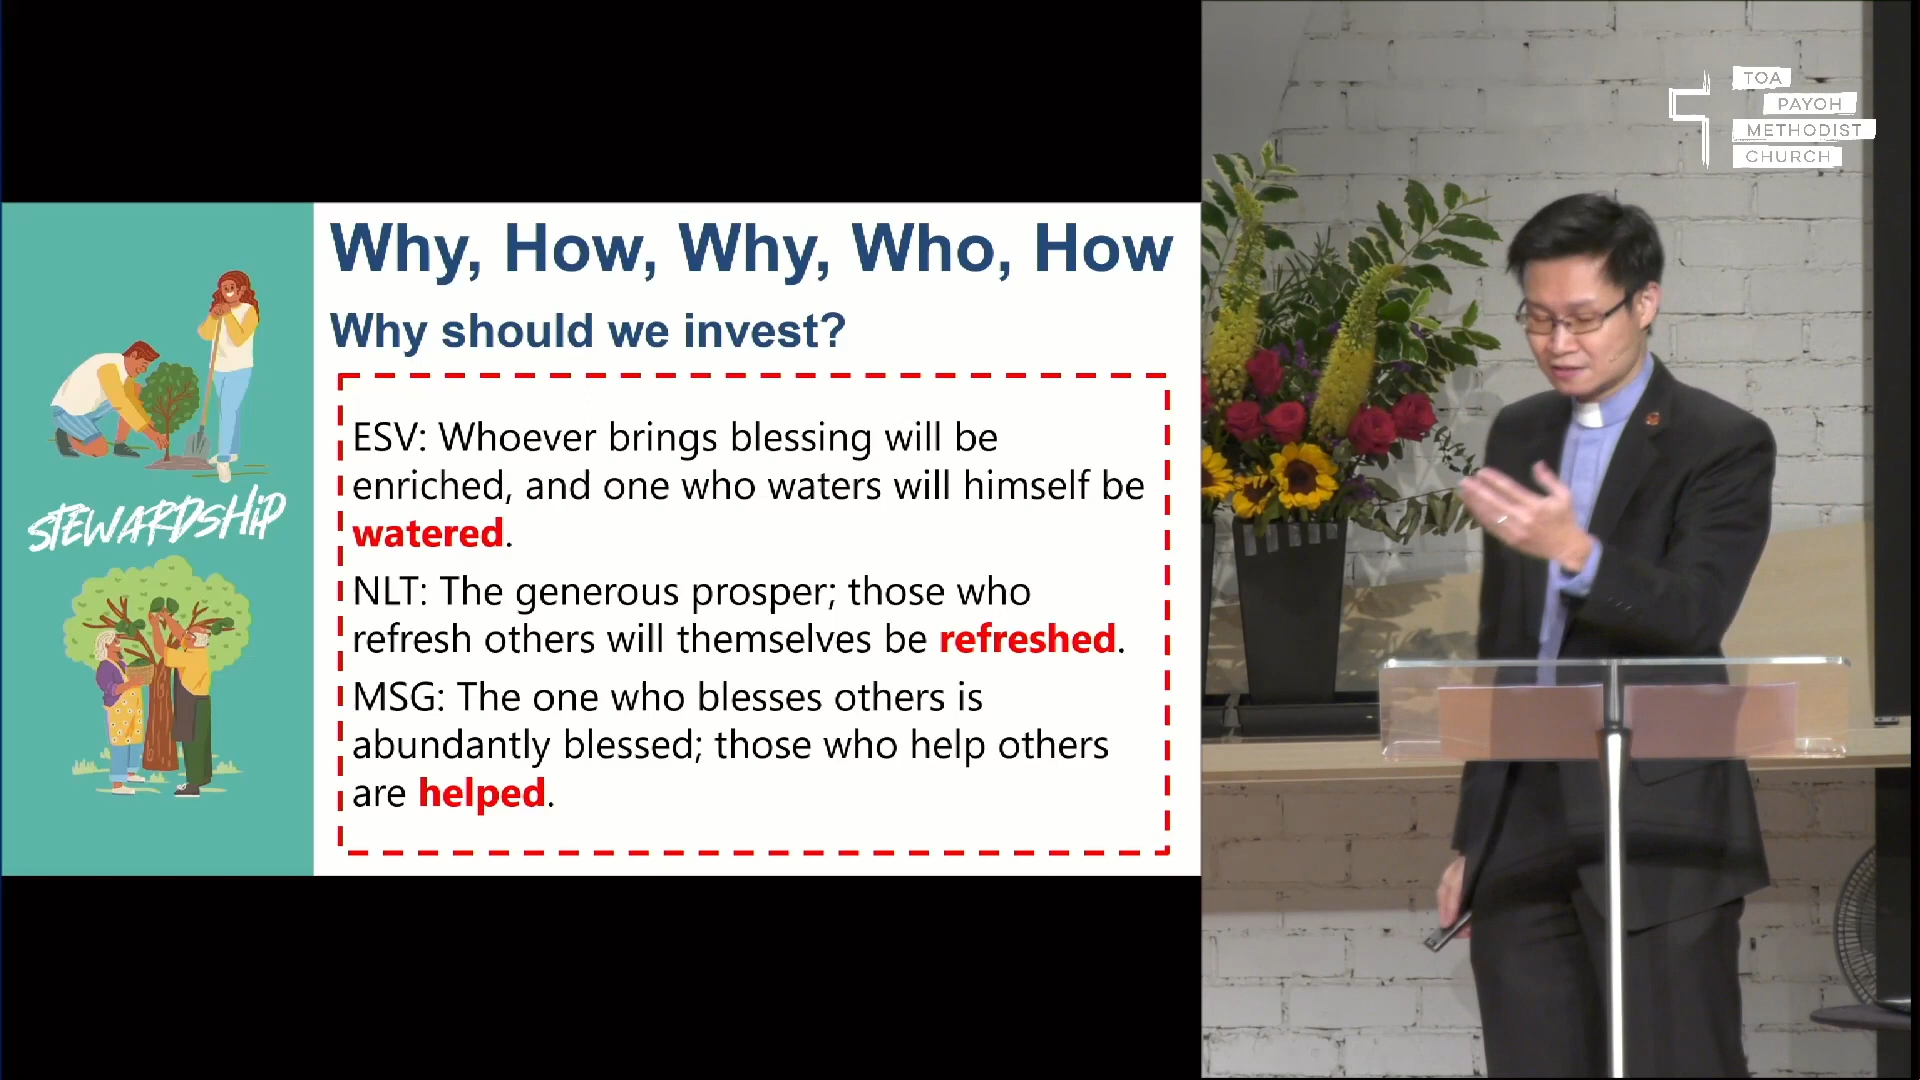 Why, How, Why, Who, How
Why should we invest?
ESV: Whoever brings blessing will be
enriched, and one who waters will himself be
watered.
NLT: The generous prosper; those who
refresh others will themselves be refreshed.
MSG: The one who blesses others is
abundantly blessed; those who help others
are helped.
STEWARDSHiP
TOA
PAYOH
METHODIST
CHURCH